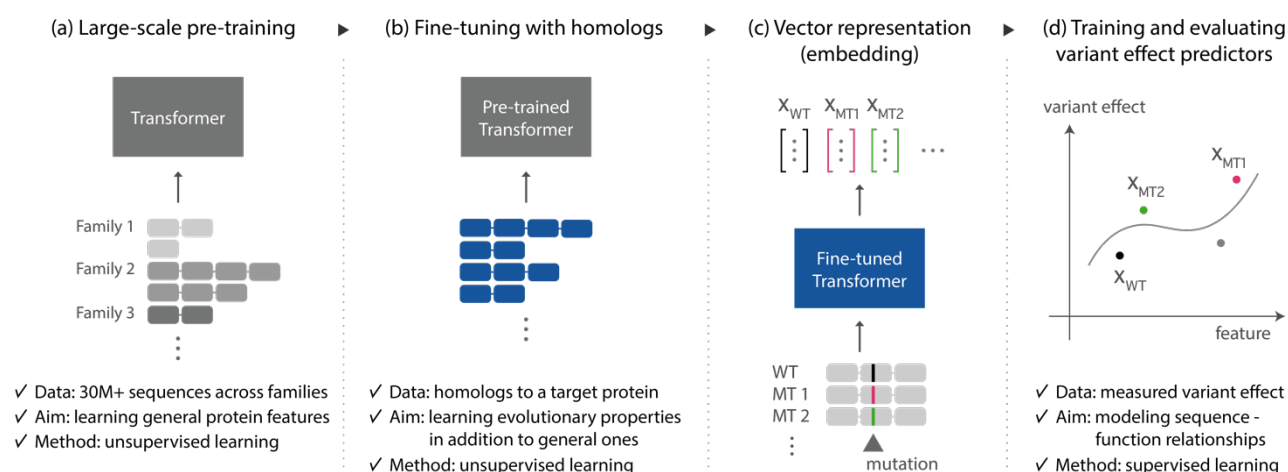 (a) Large-scale pre-training
Transformer
Family 1
Family 2
Family 3
✓ Data: 30M+ sequences across families
✓ Aim: learning general protein features
✓ Method: unsupervised learning
(b) Fine-tuning with homologs
Pre-trained
Transformer
✓ Data: homologs to a target protein
✓ Aim: learning evolutionary properties
in addition to general ones
✓ Method: unsupervised learning
(c) Vector representation
(embedding)
X_WT X_MT1 X_MT2
Fine-tuned
Transformer
WT
MT 1
MT 2
mutation
(d) Training and evaluating
variant effect predictors
variant effect
X_MT1
X_MT2
X_WT
feature
✓ Data: measured variant effect
✓ Aim: modeling sequence -
function relationships
✓ Method: supervised learning